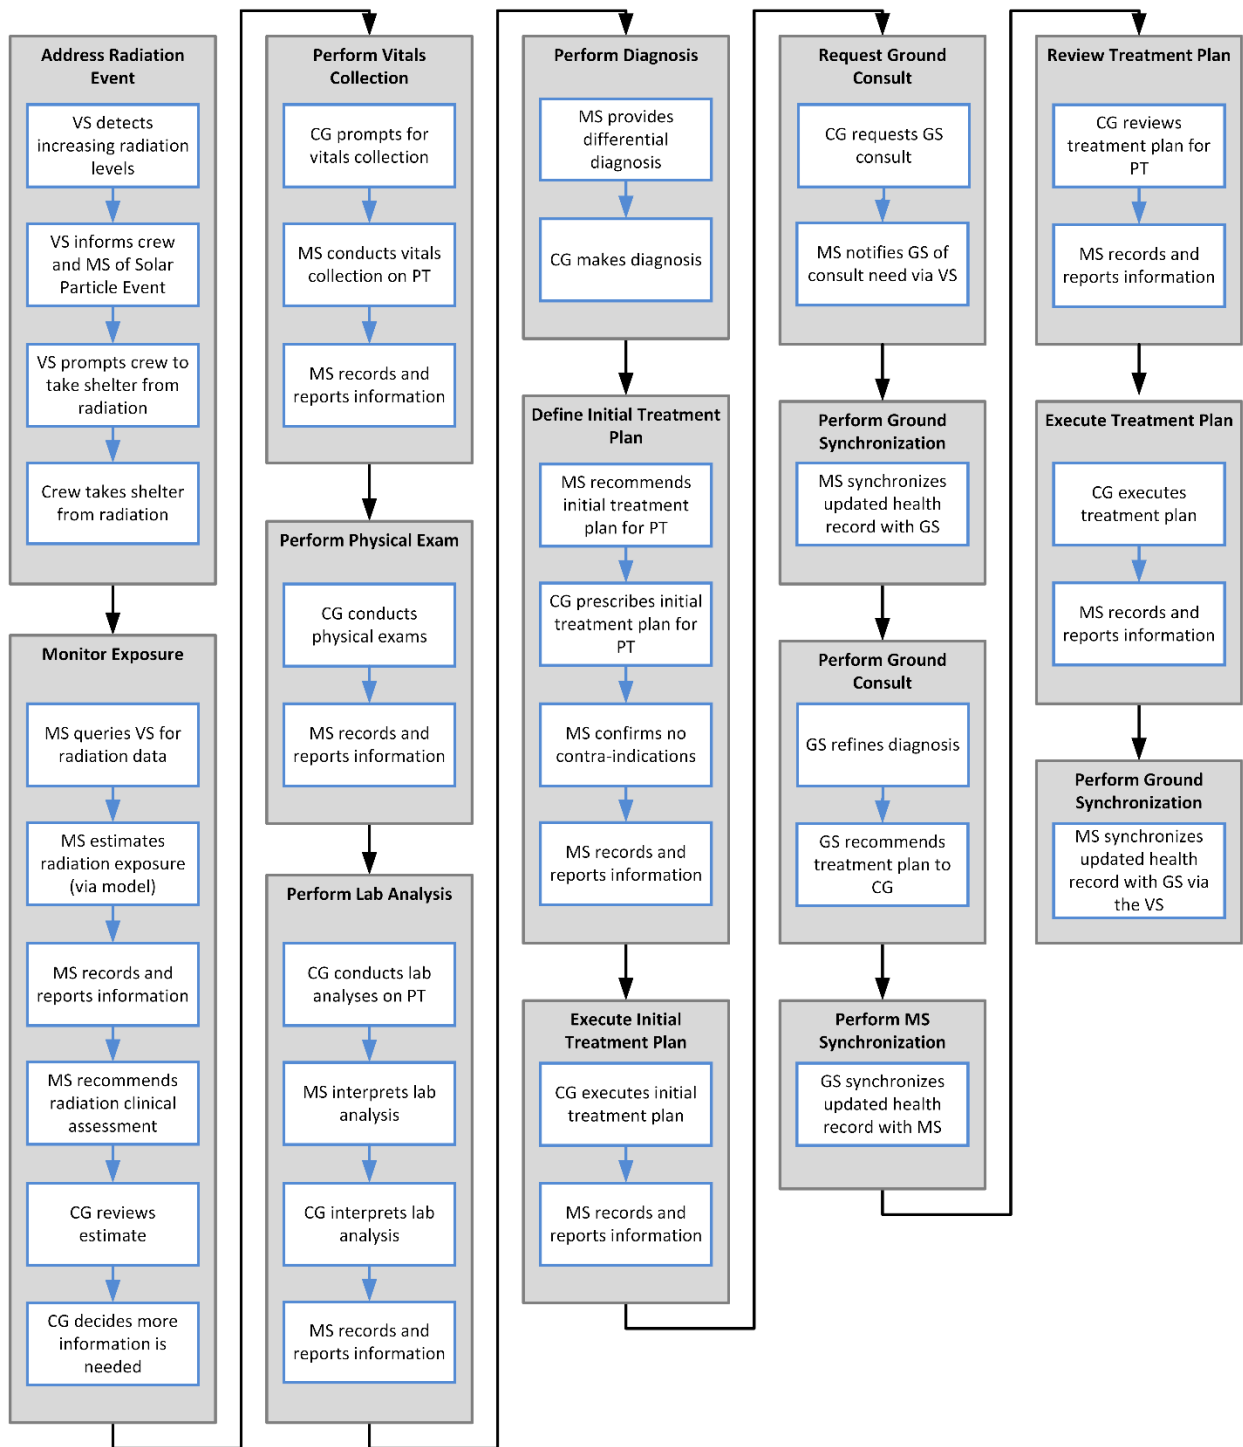 Address Radiation
Event
VS detects
increasing radiation
levels
VS informs crew
and MS of Solar
Particle Event
VS prompts crew to
take shelter from
radiation
Crew takes shelter
from radiation
Monitor Exposure
MS queries VS for
radiation data
MS estimates
radiation exposure
(via model)
MS records and
reports information
MS recommends
radiation clinical
assessment
CG reviews
estimate
CG decides more
information is
needed
Perform Vitals
Collection
CG prompts for
vitals collection
MS conducts vitals
collection on PT
MS records and
reports information
Perform Physical Exam
CG conducts
physical exams
MS records and
reports information
Perform Lab Analysis
CG conducts lab
analyses on PT
MS interprets lab
analysis
CG interprets lab
analysis
MS records and
reports information
Perform Diagnosis
MS provides
differential
diagnosis
CG makes diagnosis
Define Initial Treatment
Plan
MS recommends
initial treatment
plan for PT
CG prescribes initial
treatment plan for
PT
MS confirms no
contra-indications
MS records and
reports information
Execute Initial
Treatment Plan
CG executes initial
treatment plan
MS records and
reports information
Request Ground
Consult
CG requests GS
consult
MS notifies GS of
consult need via VS
Perform Ground
Synchronization
MS synchronizes
updated health
record with GS
Perform Ground
Consult
GS refines diagnosis
GS recommends
treatment plan to
CG
Perform MS
Synchronization
GS synchronizes
updated health
record with MS
Review Treatment Plan
CG reviews
treatment plan for
PT
MS records and
reports information
Execute Treatment Plan
CG executes
treatment plan
MS records and
reports information
Perform Ground
Synchronization
MS synchronizes
updated health
record with GS via
the VS